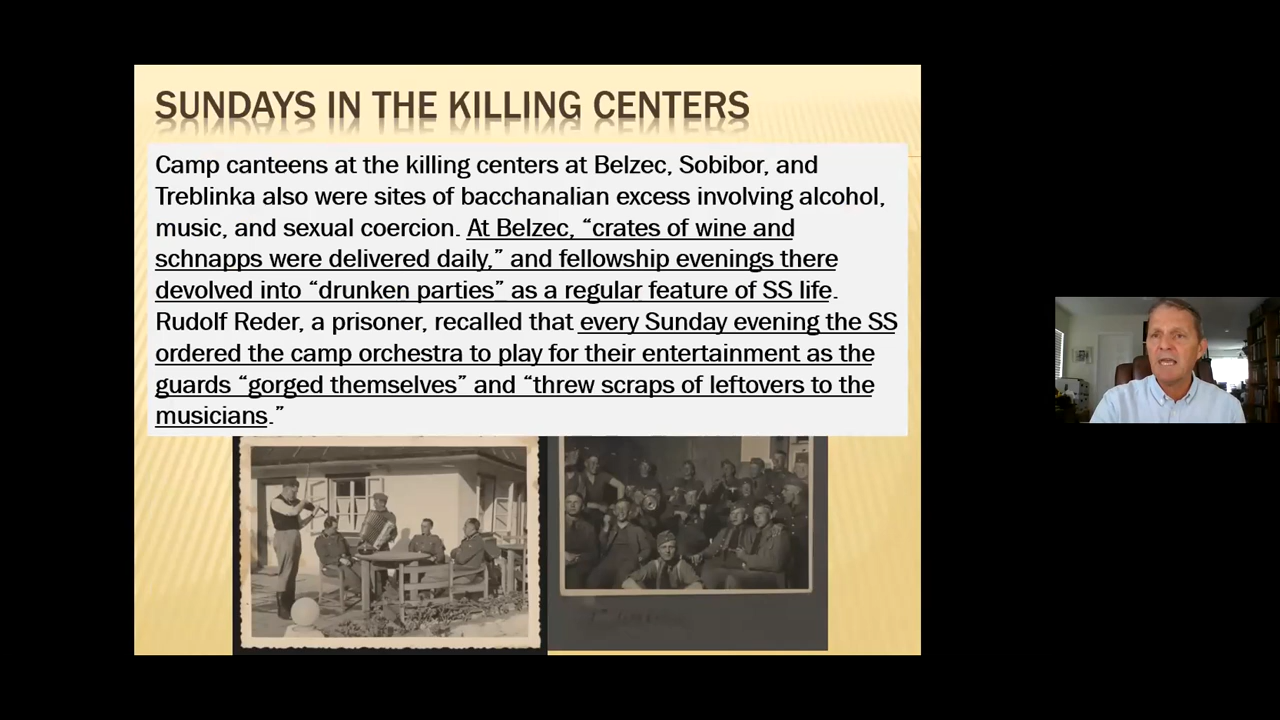 SUNDAYS IN THE KILLING CENTERS
Camp canteens at the killing centers at Belzec, Sobibor, and
Treblinka also were sites of bacchanalian excess involving alcohol,
music, and sexual coercion. At Belzec, “crates of wine and
schnapps were delivered daily,” and fellowship evenings there
devolved into “drunken parties” as a regular feature of SS life.
Rudolf Reder, a prisoner, recalled that every Sunday evening the SS
ordered the camp orchestra to play for their entertainment as the
guards “gorged themselves” and “threw scraps of leftovers to the
musicians.”